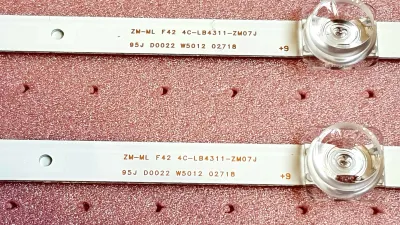 ZM-ML F42 4C-LB4311-ZM07J
95J D0022 W5012 02718 +9
ZM-ML F42 4C-LB4311-ZM07J
95J D0022 W5012 02718 +9